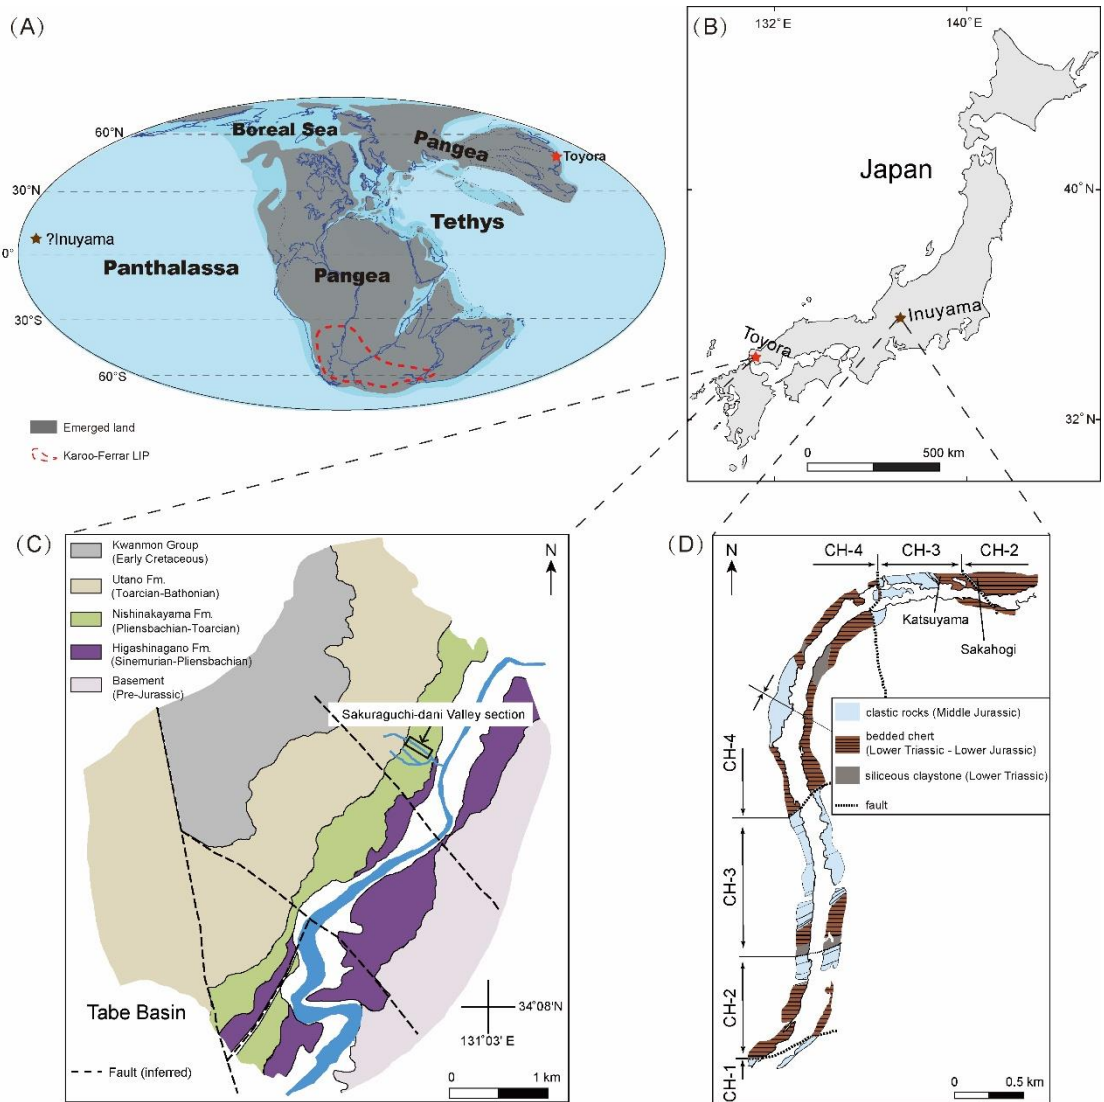 (A)
60°N
Boreal Sea
Pangea
Toyora
30°N
Tethys
?Inuyama
0°
Panthalassa
Pangea
30°S
60°S
Emerged land
Karoo-Ferrar LIP
(B)
132°E
140°E
Japan
40°N
Inuyama
Toyora
32°N
0
500 km
(C)
N
Kwanmon Group
(Early Cretaceous)
Utano Fm.
(Toarcian-Bathonian)
Nishinakayama Fm.
(Pliensbachian-Toarcian)
Higashinagano Fm.
(Sinemurian-Pliensbachian)
Basement
(Pre-Jurassic)
Sakuraguchi-dani Valley section
Tabe Basin
34°08'N
131°03' E
Fault (inferred)
0
1 km
(D)
N
CH-4
CH-3
CH-2
Katsuyama
Sakahogi
clastic rocks (Middle Jurassic)
bedded chert
(Lower Triassic - Lower Jurassic)
siliceous claystone (Lower Triassic)
fault
CH-4
CH-3
CH-2
CH-1
0
0.5 km